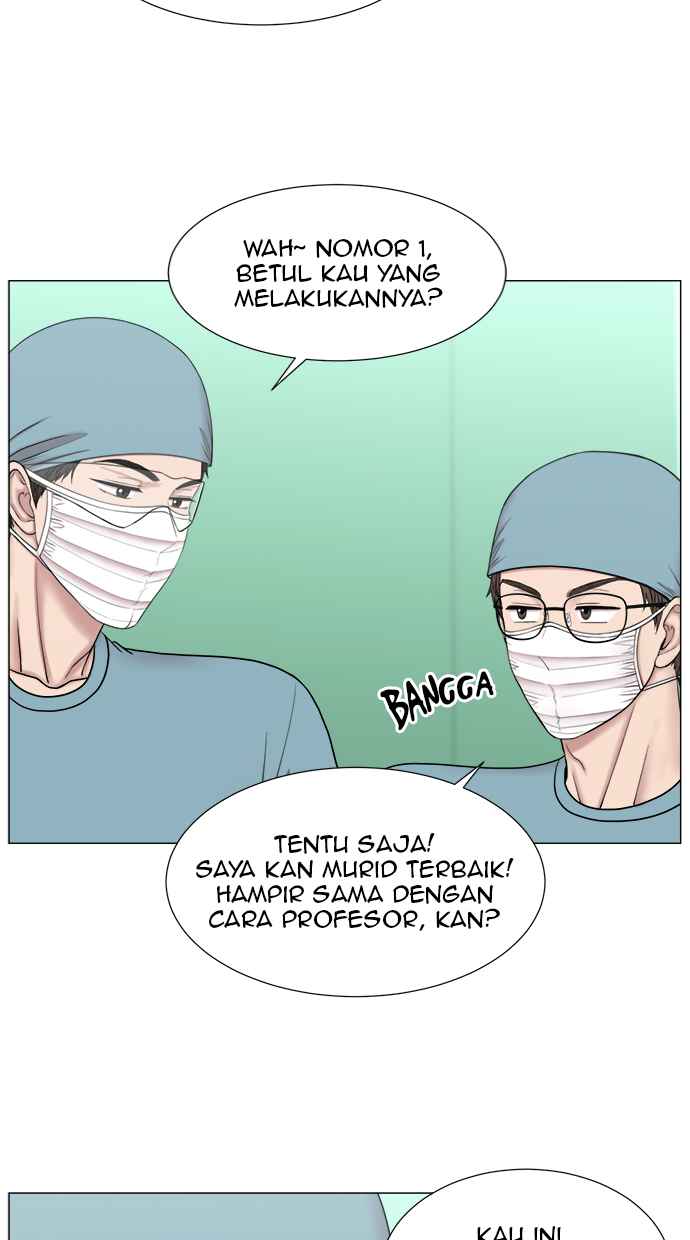 WAH~ NOMOR 1,
BETUL KAU YANG
MELAKUKANNYA?
BANGGA
TENTU SAJA!
SAYA KAN MURID TERBAIK!
HAMPIR SAMA DENGAN
CARA PROFESOR, KAN?
KAU INI